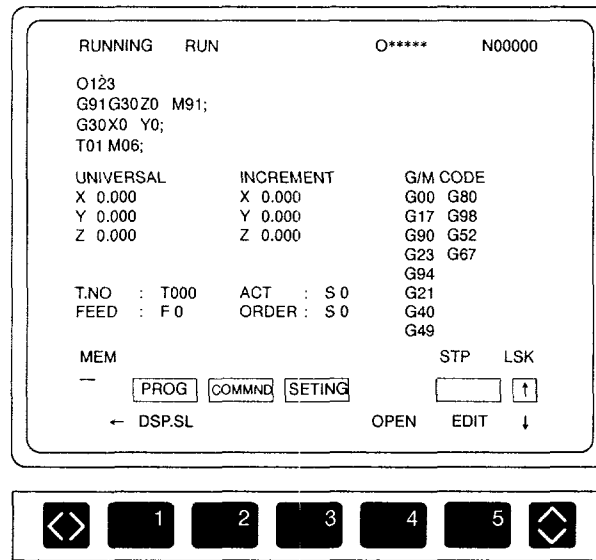 RUNNING RUN O***** N00000
O123
G91G30Z0 M91;
G30X0 Y0;
T01 M06;
UNIVERSAL INCREMENT G/M CODE
X 0.000 X 0.000 G00 G80
Y 0.000 Y 0.000 G17 G98
Z 0.000 Z 0.000 G90 G52
G23 G67
G94
T.NO : T000 ACT : S 0 G21
FEED : F 0 ORDER : S 0 G40
G49
MEM STP LSK
PROG COMMND SETING ↑
← DSP.SL OPEN EDIT ↓
1 2 3 4 5